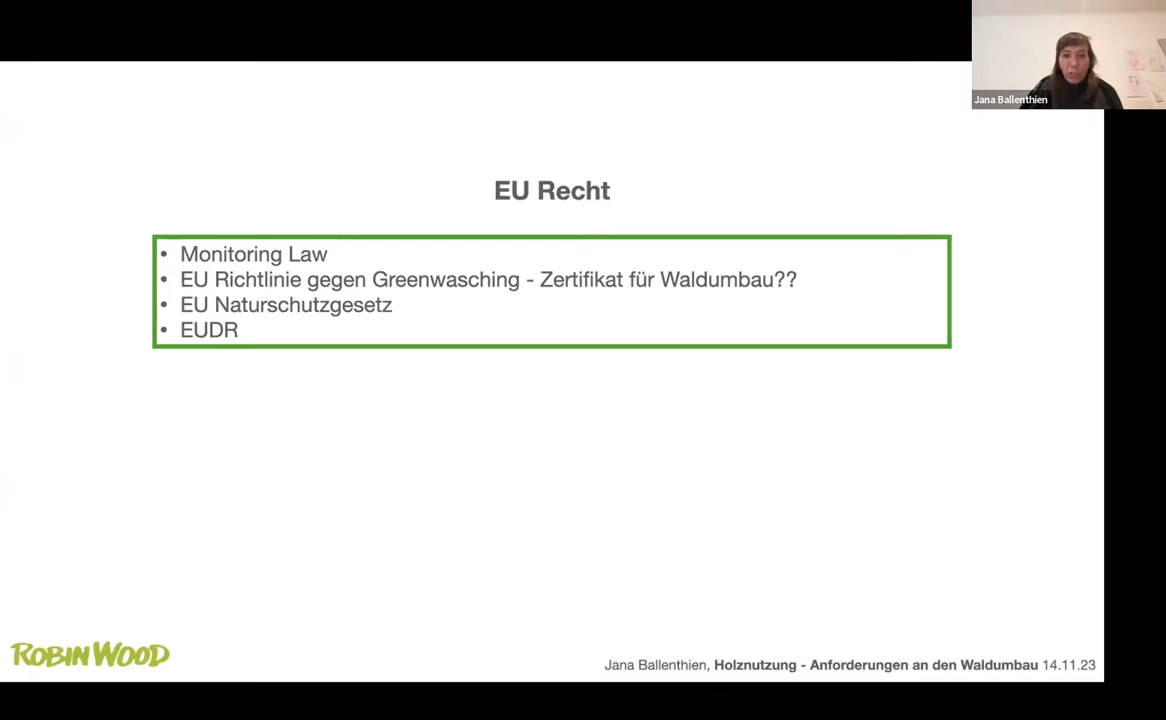 Jana Ballenthien
EU Recht
• Monitoring Law
• EU Richtlinie gegen Greenwasching - Zertifikat für Waldumbau??
• EU Naturschutzgesetz
• EUDR
ROBIN WOOD
Jana Ballenthien, Holznutzung - Anforderungen an den Waldumbau 14.11.23